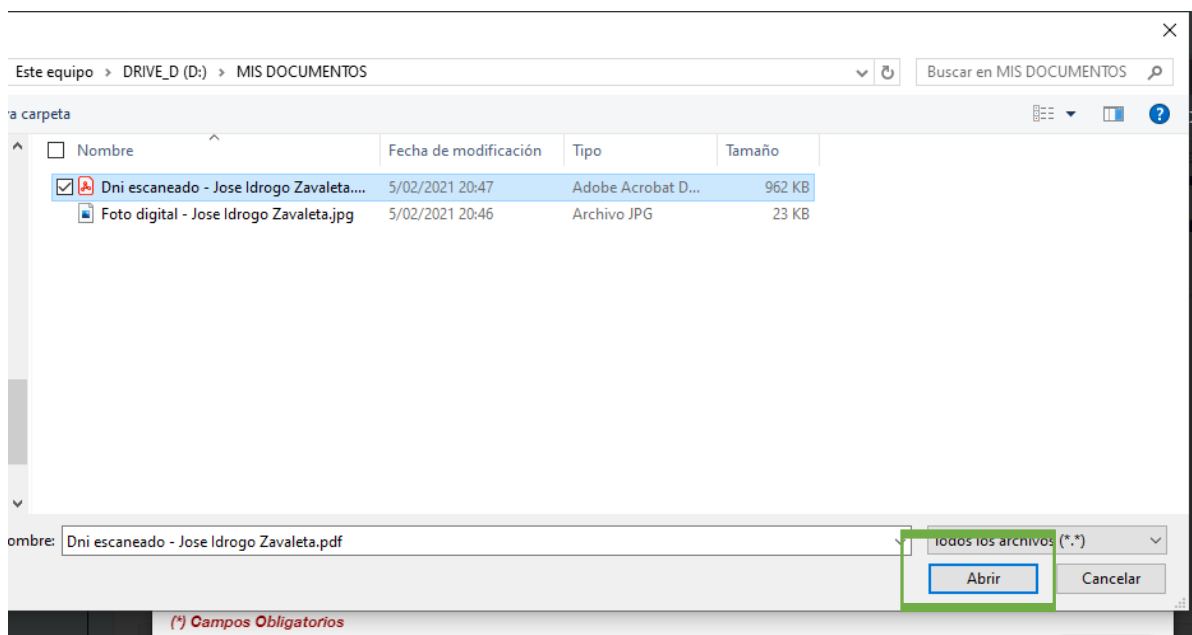 Este equipo > DRIVE_D (D:) > MIS DOCUMENTOS Buscar en MIS DOCUMENTOS
va carpeta
Nombre Fecha de modificación Tipo Tamaño
Dni escaneado - Jose Idrogo Zavaleta.... 5/02/2021 20:47 Adobe Acrobat D... 962 KB
Foto digital - Jose Idrogo Zavaleta.jpg 5/02/2021 20:46 Archivo JPG 23 KB
ombre: Dni escaneado - Jose Idrogo Zavaleta.pdf Todos los archivos (*.*)
Abrir Cancelar
(*) Campos Obligatorios